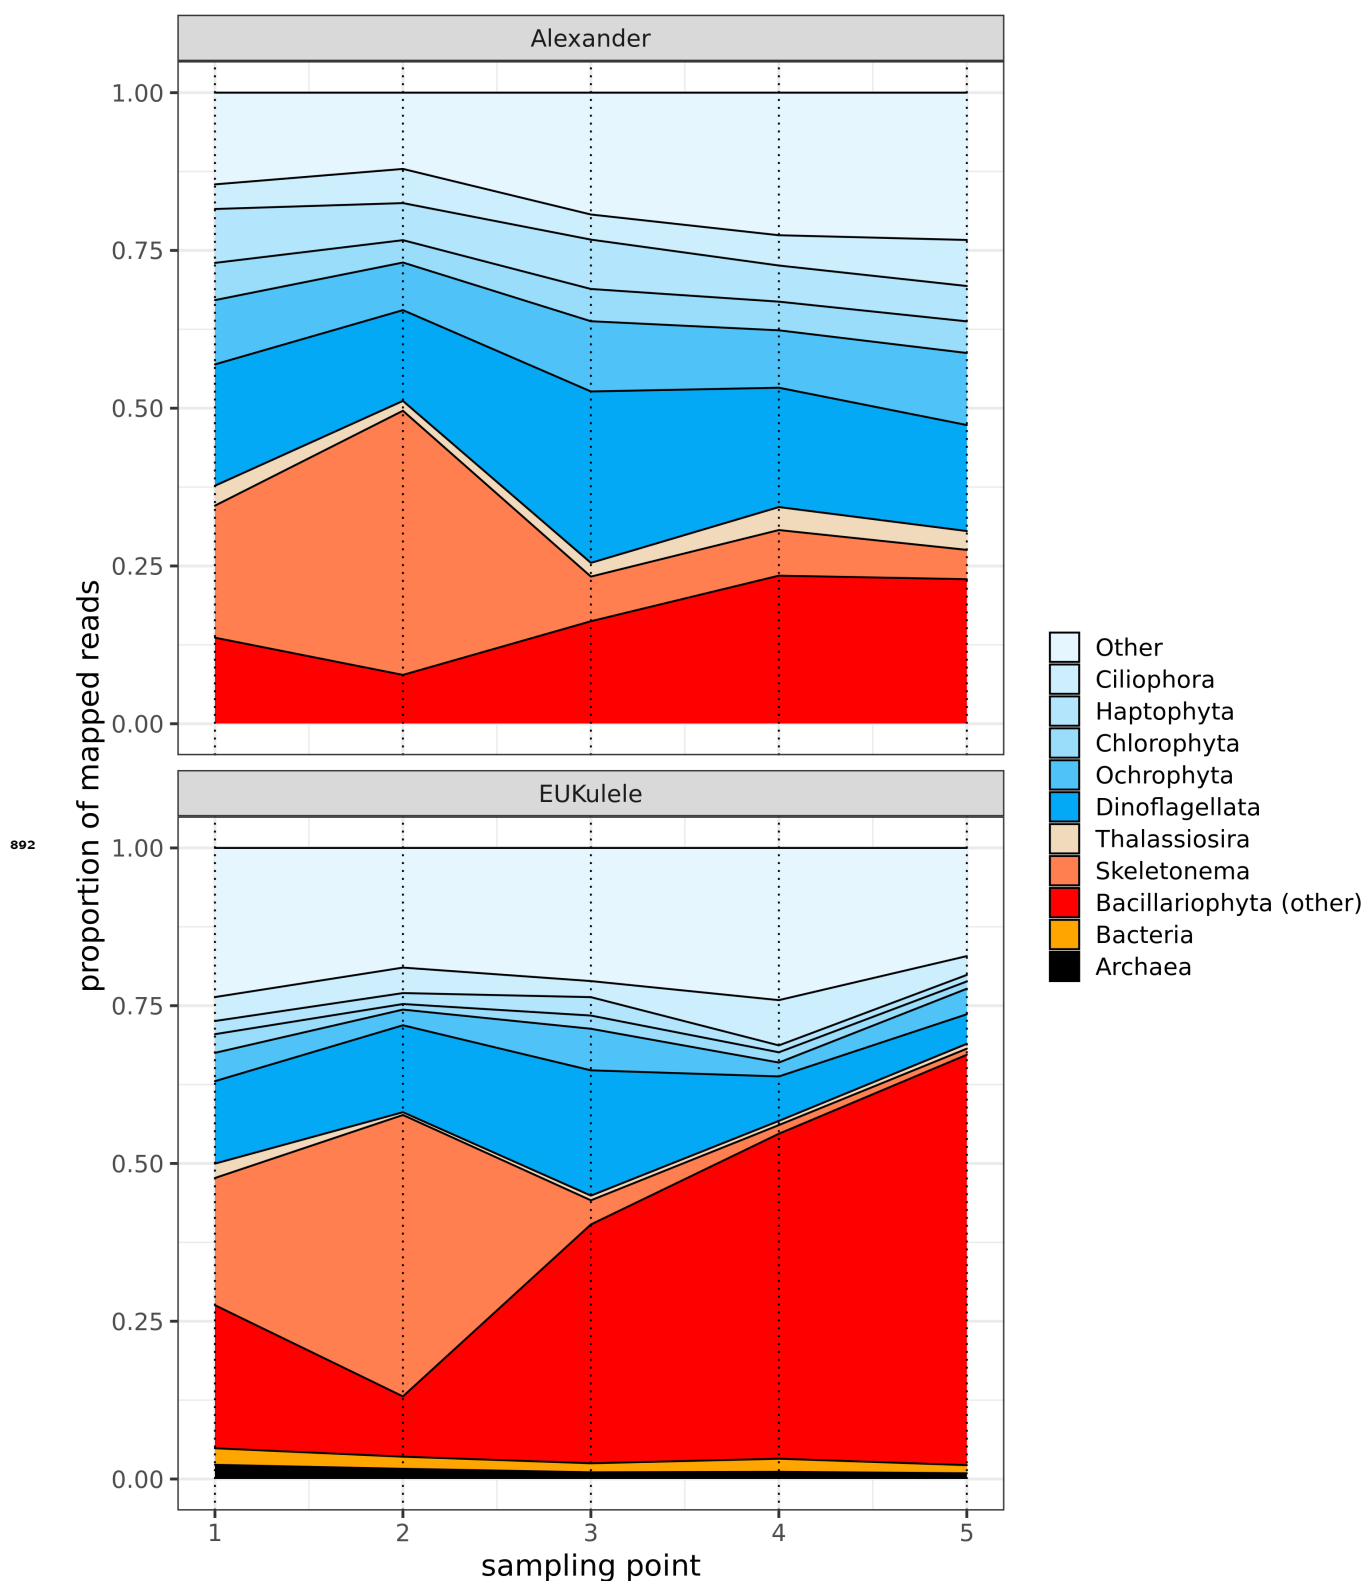 Alexander
1.00
0.75
0.50
0.25
0.00
EUKulele
1.00
0.75
0.50
0.25
0.00
1 2 3 4 5
sampling point
proportion of mapped reads
892
Other
Ciliophora
Haptophyta
Chlorophyta
Ochrophyta
Dinoflagellata
Thalassiosira
Skeletonema
Bacillariophyta (other)
Bacteria
Archaea